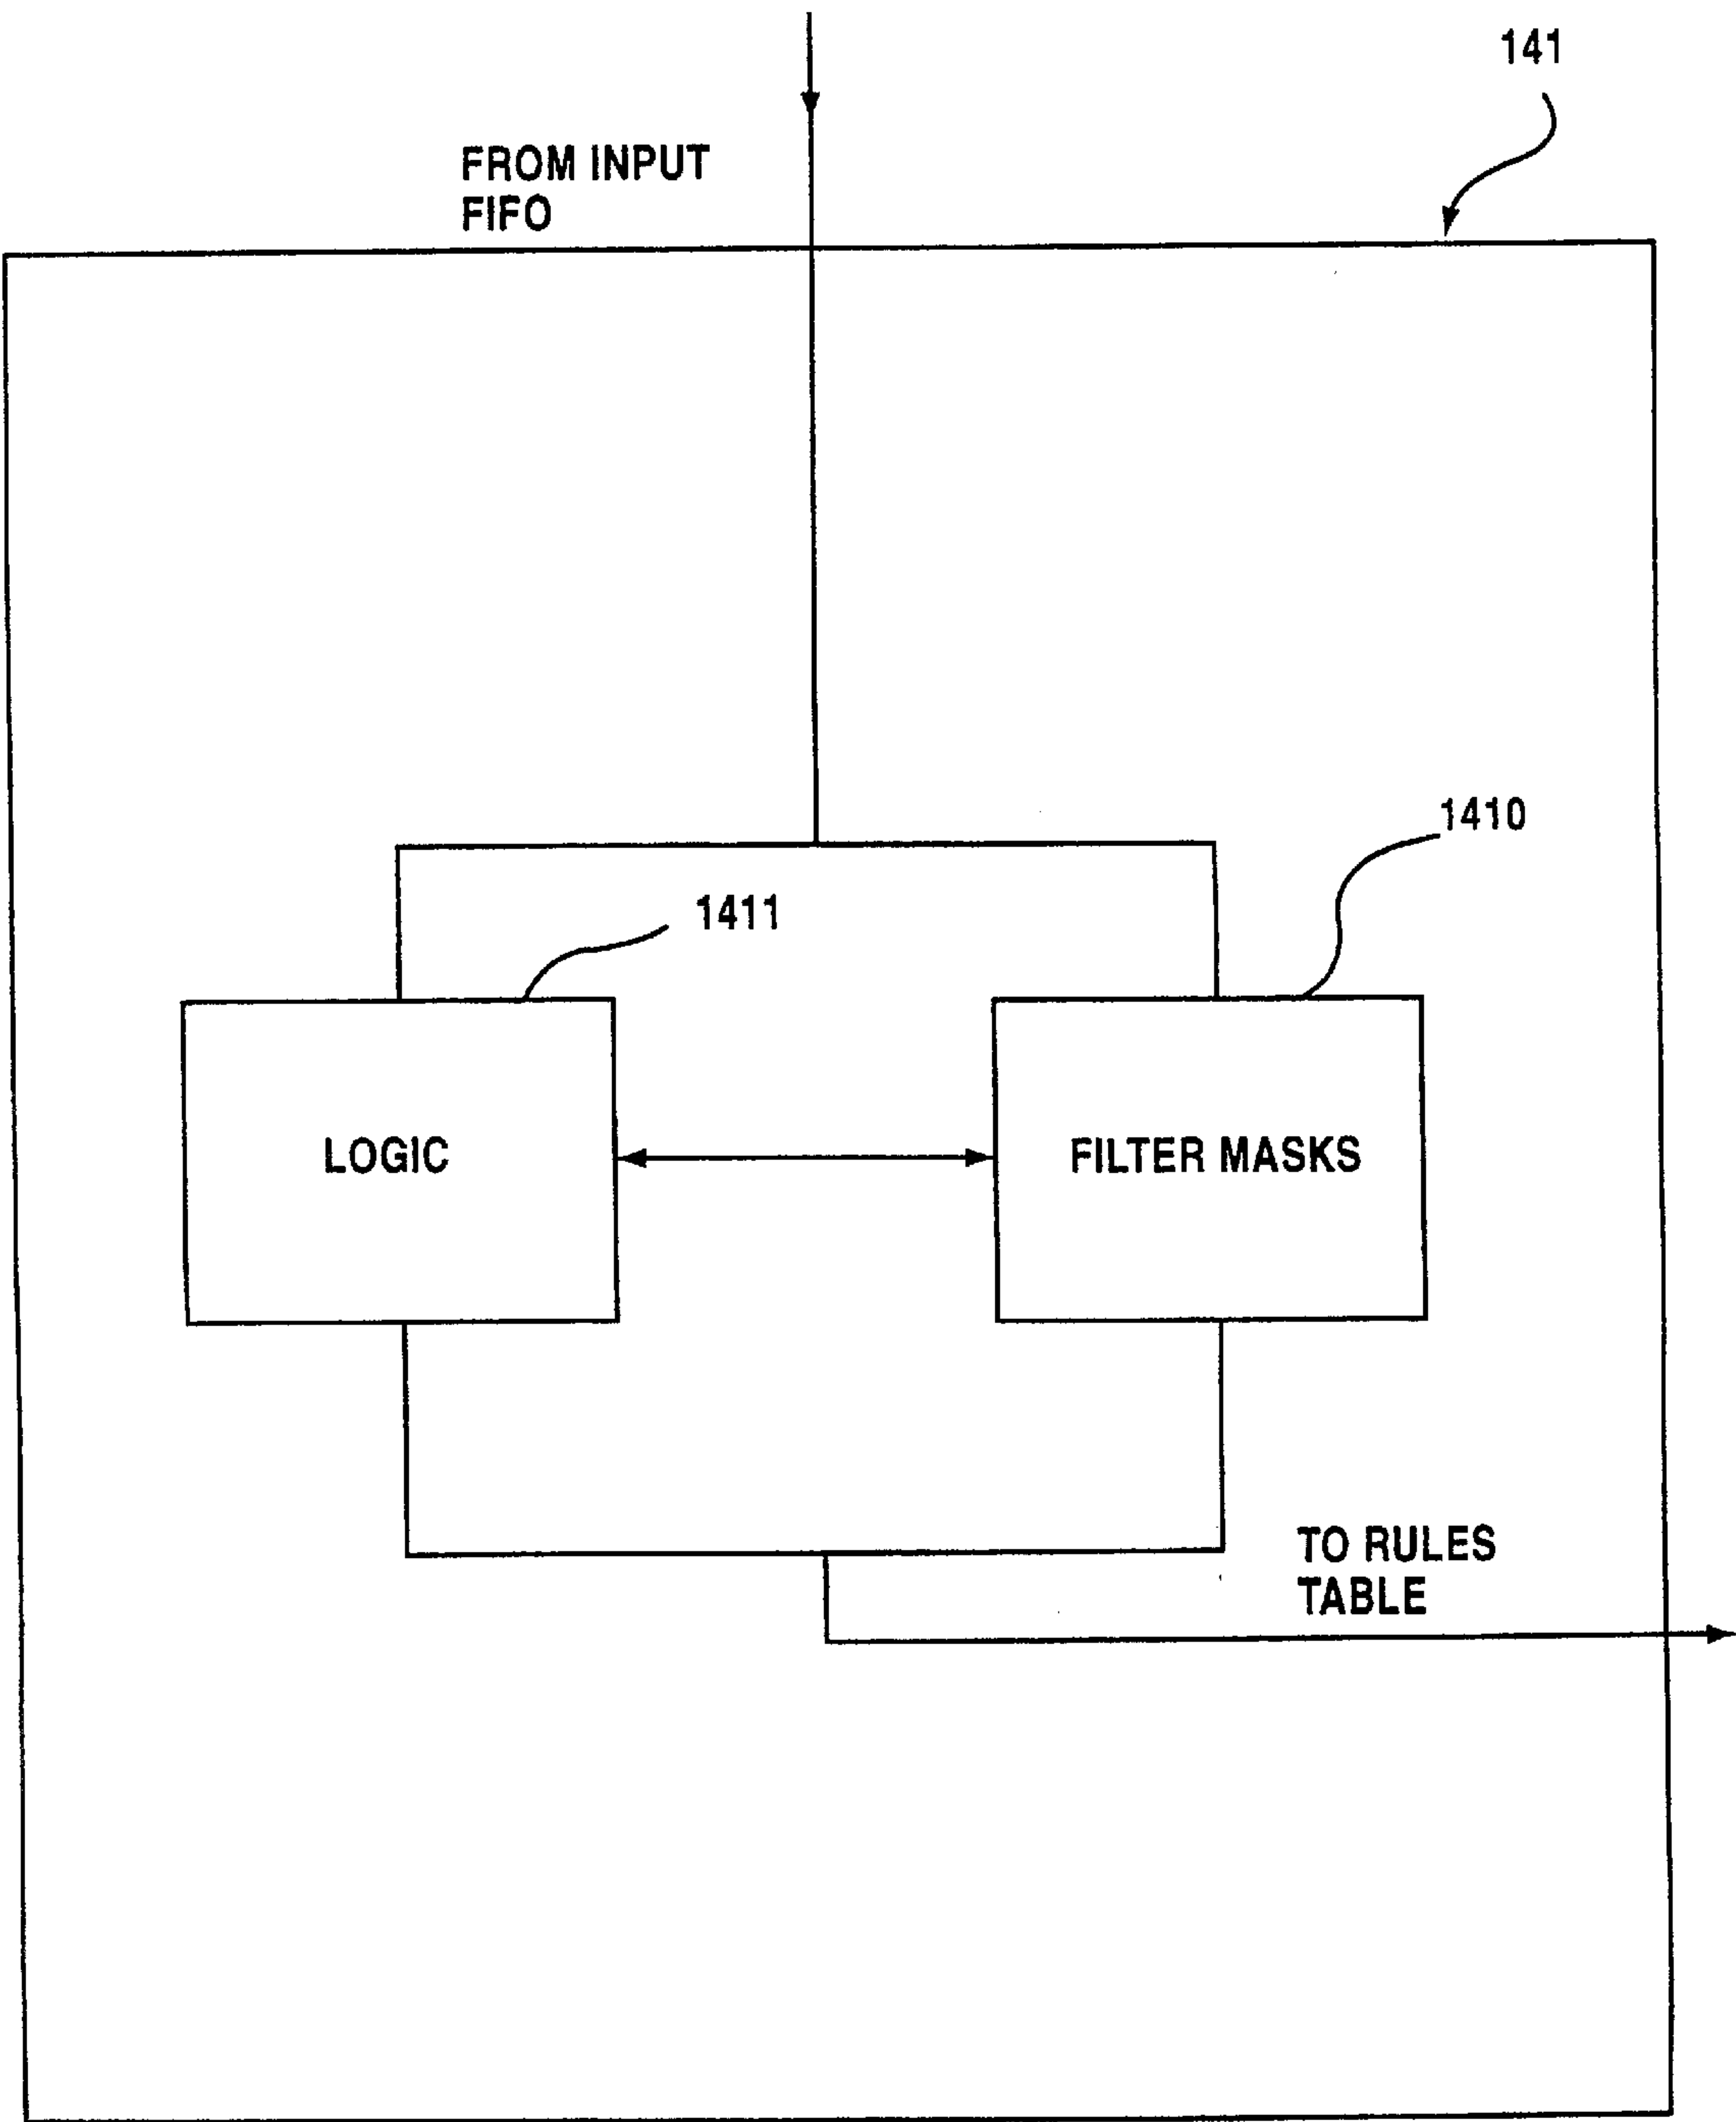 141
FROM INPUT
FIFO
1410
1411
LOGIC
FILTER MASKS
TO RULES
TABLE